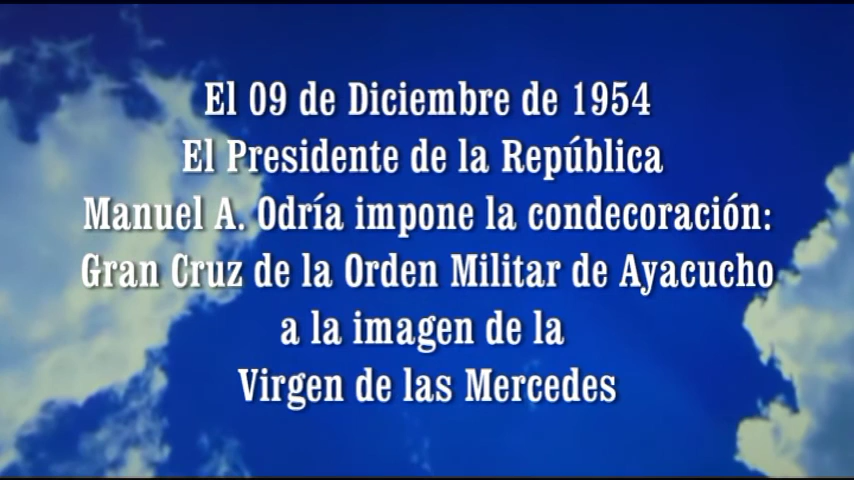 El 09 de Diciembre de 1954
El Presidente de la República
Manuel A. Odría impone la condecoración:
Gran Cruz de la Orden Militar de Ayacucho
a la imagen de la
Virgen de las Mercedes